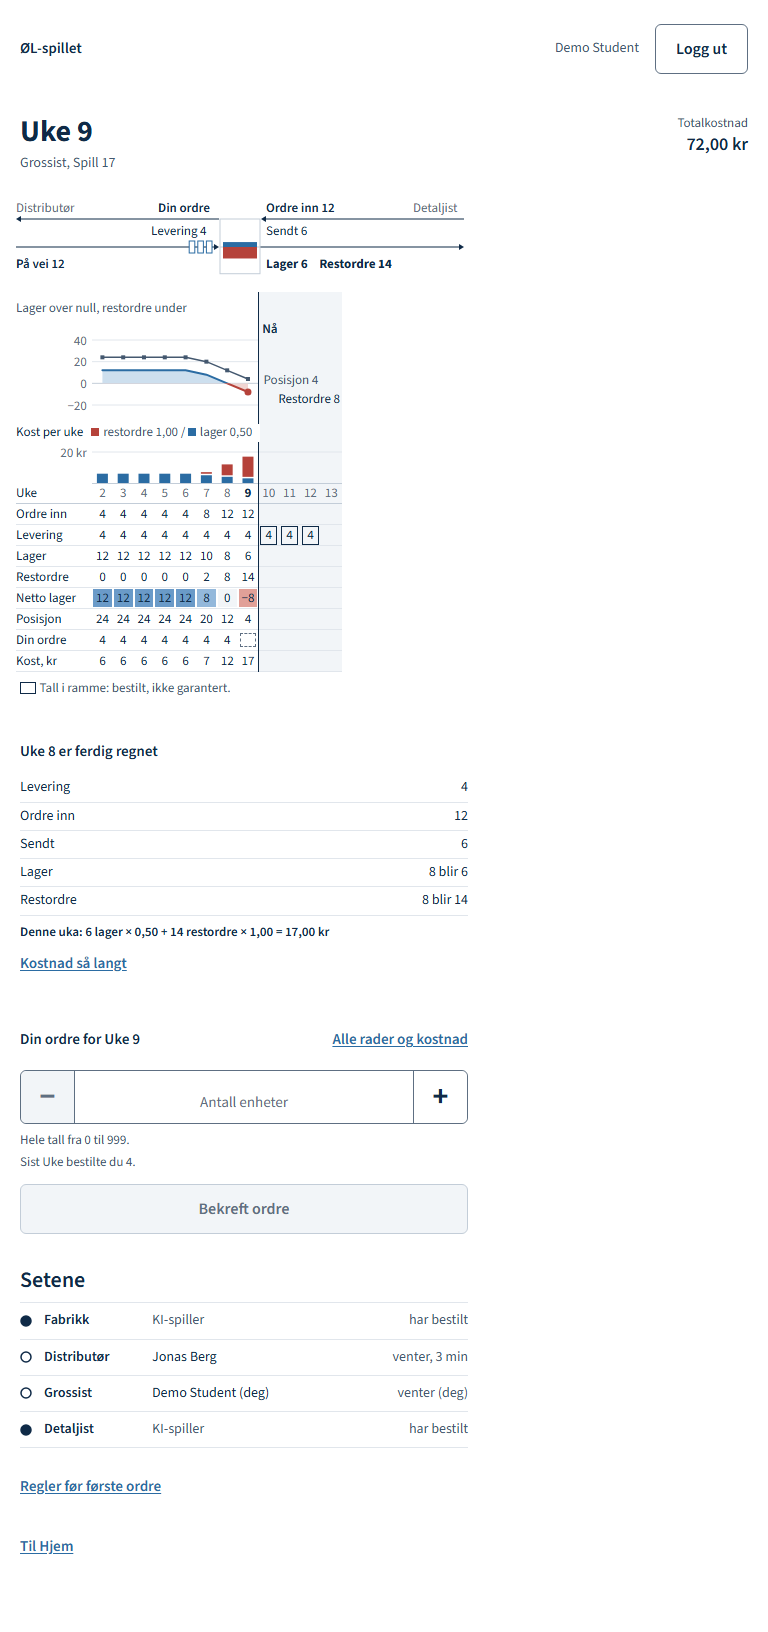 ØL-spillet
Demo Student
Logg ut
Uke 9
Totalkostnad
72,00 kr
Grossist, Spill 17
Distributør Din ordre Ordre inn 12 Detaljist
Levering 4 Sendt 6
På vei 12 Lager 6 Restordre 14
Lager over null, restordre under
Nå
40
20
0
−20
Posisjon 4
Restordre 8
Kost per uke restordre 1,00 / lager 0,50
20 kr
Uke 2 3 4 5 6 7 8 9 10 11 12 13
Ordre inn 4 4 4 4 4 8 12 12
Levering 4 4 4 4 4 4 4 4 4 4 4
Lager 12 12 12 12 12 10 8 6
Restordre 0 0 0 0 0 2 8 14
Netto lager 12 12 12 12 12 8 0 −8
Posisjon 24 24 24 24 24 20 12 4
Din ordre 4 4 4 4 4 4 4
Kost, kr 6 6 6 6 6 7 12 17
Tall i ramme: bestilt, ikke garantert.
Uke 8 er ferdig regnet
Levering 4
Ordre inn 12
Sendt 6
Lager 8 blir 6
Restordre 8 blir 14
Denne uka: 6 lager × 0,50 + 14 restordre × 1,00 = 17,00 kr
Kostnad så langt
Din ordre for Uke 9 Alle rader og kostnad
− Antall enheter +
Hele tall fra 0 til 999.
Sist Uke bestilte du 4.
Bekreft ordre
Setene
Fabrikk KI-spiller har bestilt
Distributør Jonas Berg venter, 3 min
Grossist Demo Student (deg) venter (deg)
Detaljist KI-spiller har bestilt
Regler før første ordre
Til Hjem